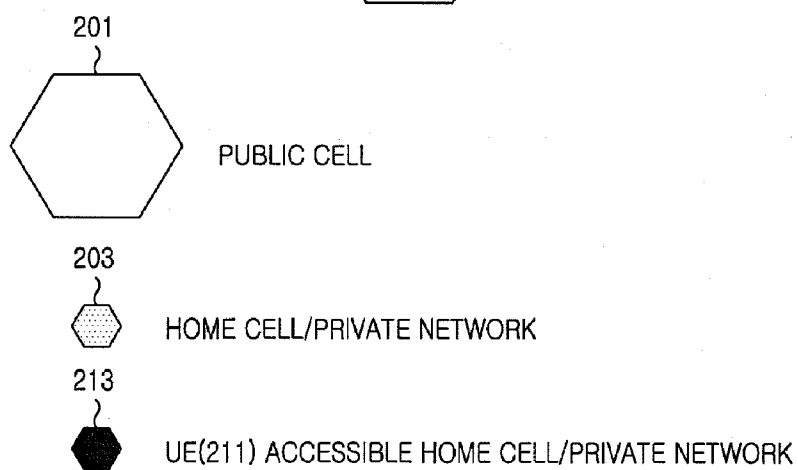 201
PUBLIC CELL
203
HOME CELL/PRIVATE NETWORK
213
UE(211) ACCESSIBLE HOME CELL/PRIVATE NETWORK